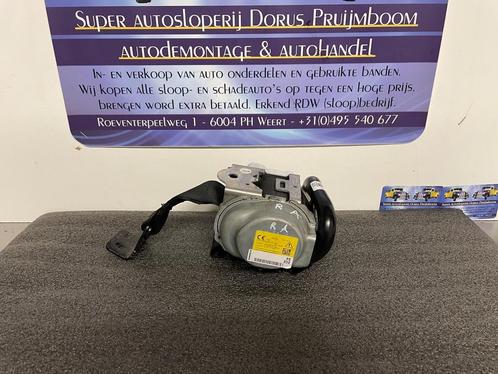 Super autosloperij Dorus Pruijmboom
autodemontage & autohandel
In- en verkoop van auto onderdelen en gebruikte banden.
Wij kopen alle sloop- en schadeauto's op tegen een hoge prijs,
brengen word extra betaald. Erkend RDW (sloop)bedrijf.
Roeventerpeelweg 1 - 6004 PH Weert - +31(0)495 540 677
R A
R A
CE